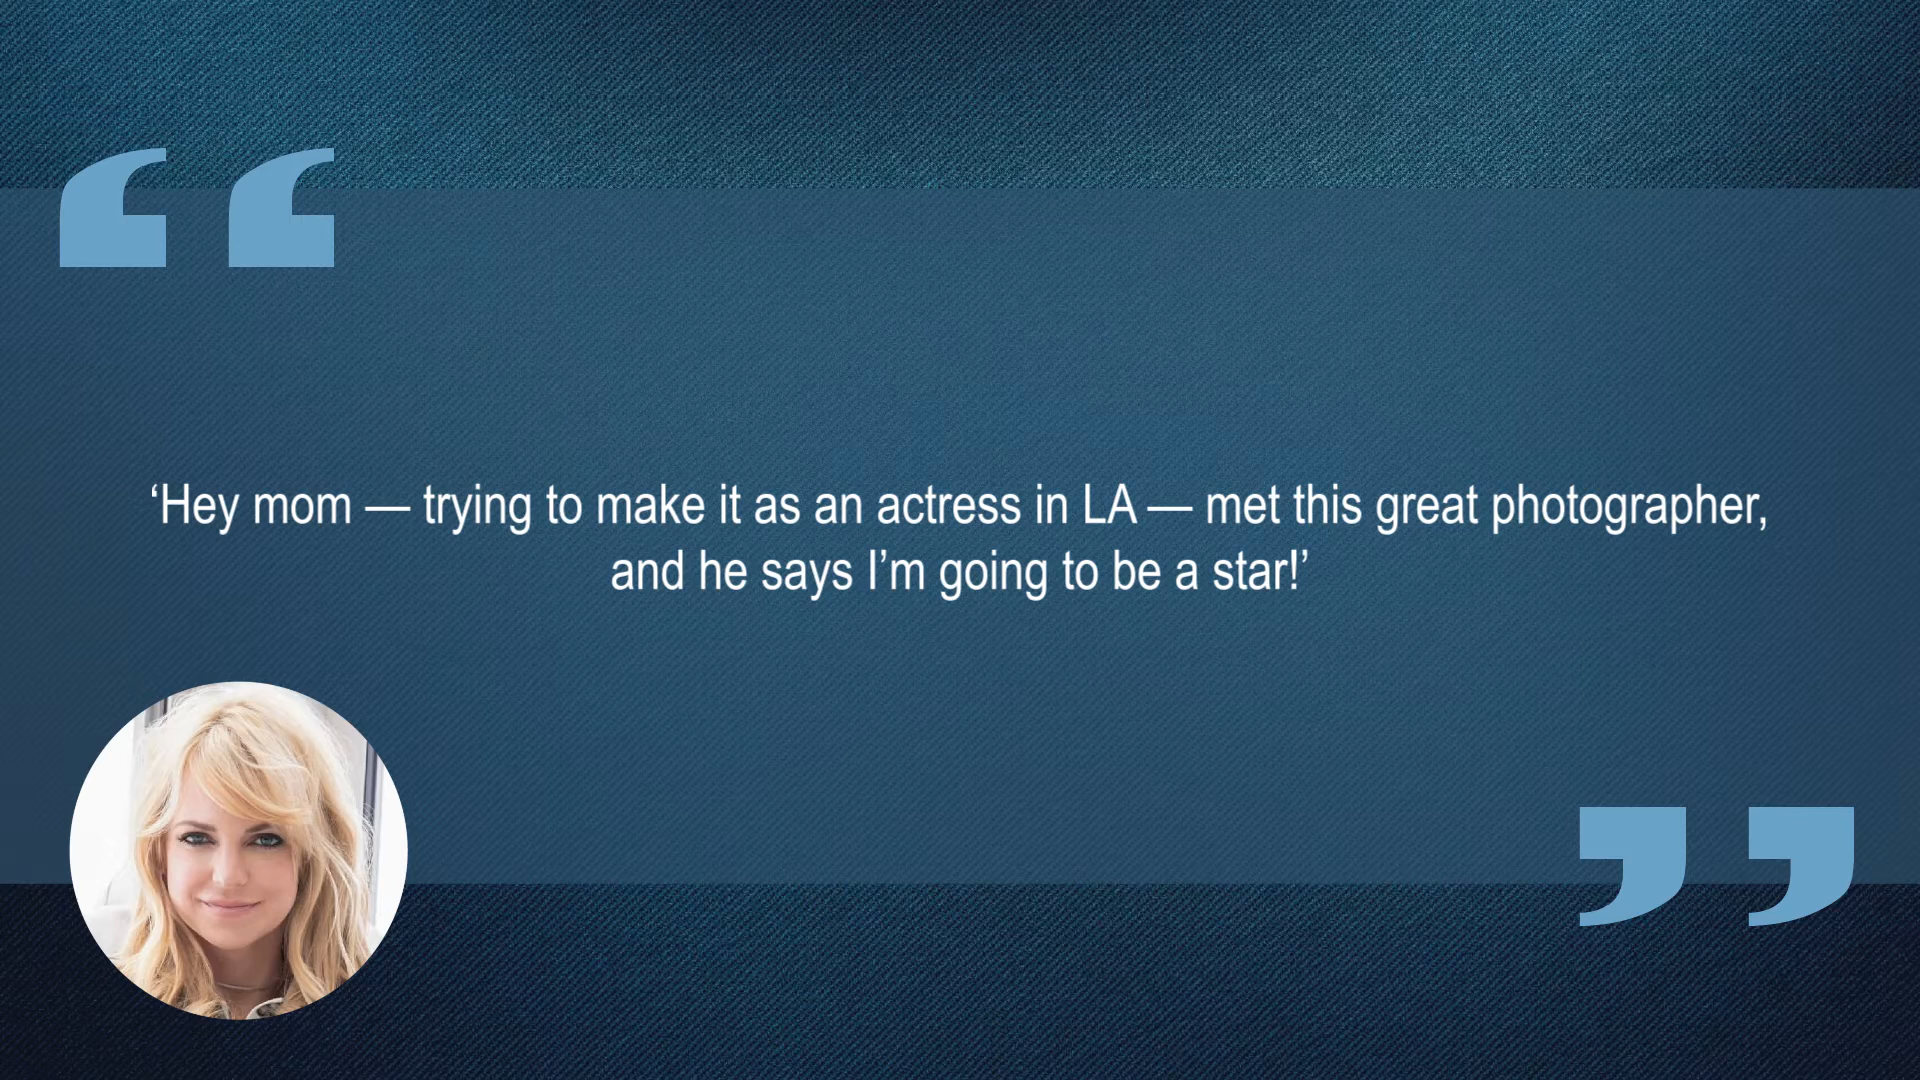 ‘Hey mom — trying to make it as an actress in LA — met this great photographer,
and he says I’m going to be a star!’